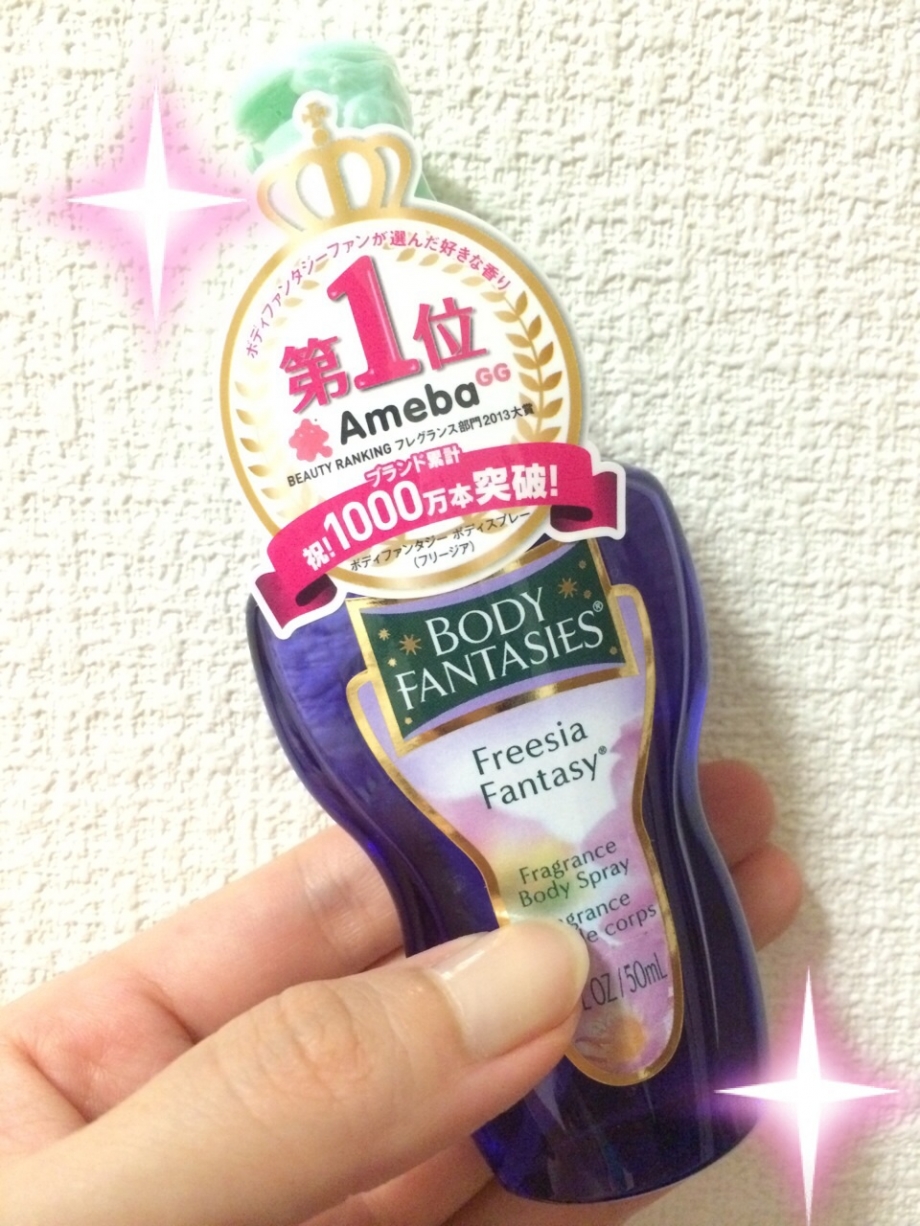 ボディファンタジーファンが選んだ好きな香り
第1位
Ameba GG
BEAUTY RANKING フレグランス部門2013大賞
ブランド累計
祝!1000万本突破!
ボディファンタジー ボディスプレー
(フリージア)
BODY
FANTASIES®
Freesia
Fantasy®
Fragrance
Body Spray
corps
OZ/50mL